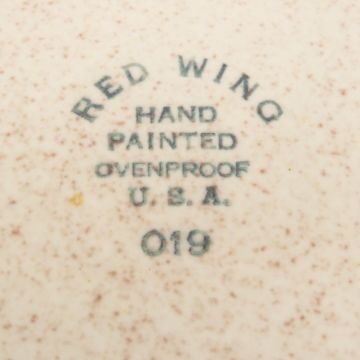 RED WING
HAND
PAINTED
OVENPROOF
U. S. A.
019